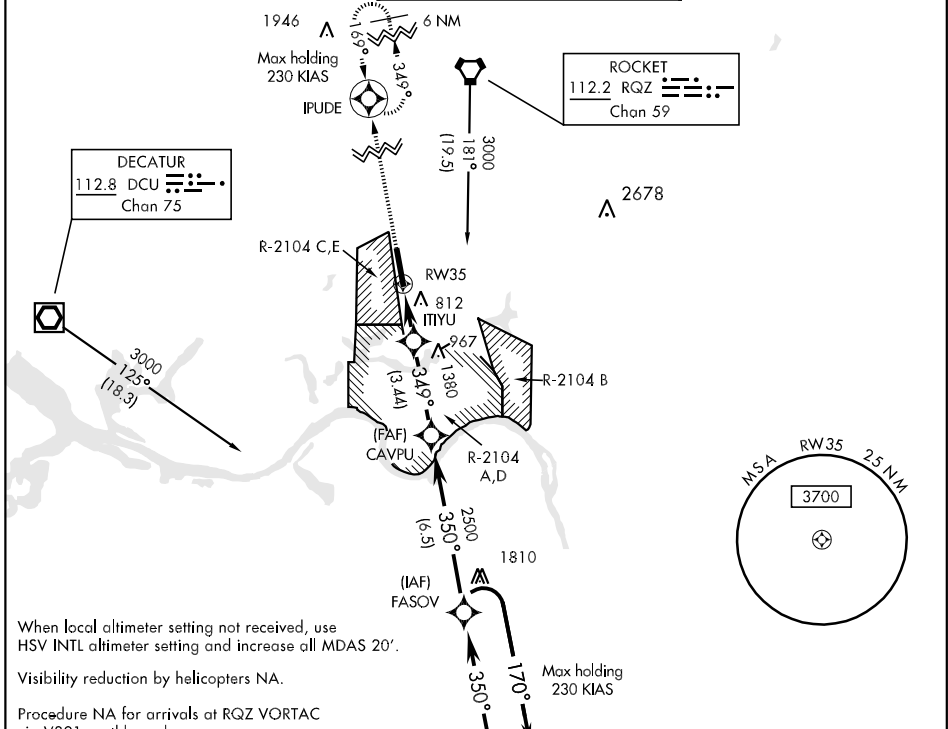 1946
6 NM
169°
Max holding
230 KIAS
349°
IPUDE
ROCKET
112.2 RQZ
Chan 59
3000
181°
(19.5)
DECATUR
112.8 DCU
Chan 75
2678
R-2104 C,E
RW35
812
ITIYU
967
3000
125°
(18.3)
1380
349°
(3.44)
R-2104 B
(FAF)
CAVPU
R-2104
A,D
MSA RW35 25 NM
3700
2500
350°
(6.5)
1810
(IAF)
FASOV
When local altimeter setting not received, use
HSV INTL altimeter setting and increase all MDAS 20'.
Visibility reduction by helicopters NA.
Max holding
230 KIAS
350°
170°
Procedure NA for arrivals at RQZ VORTAC